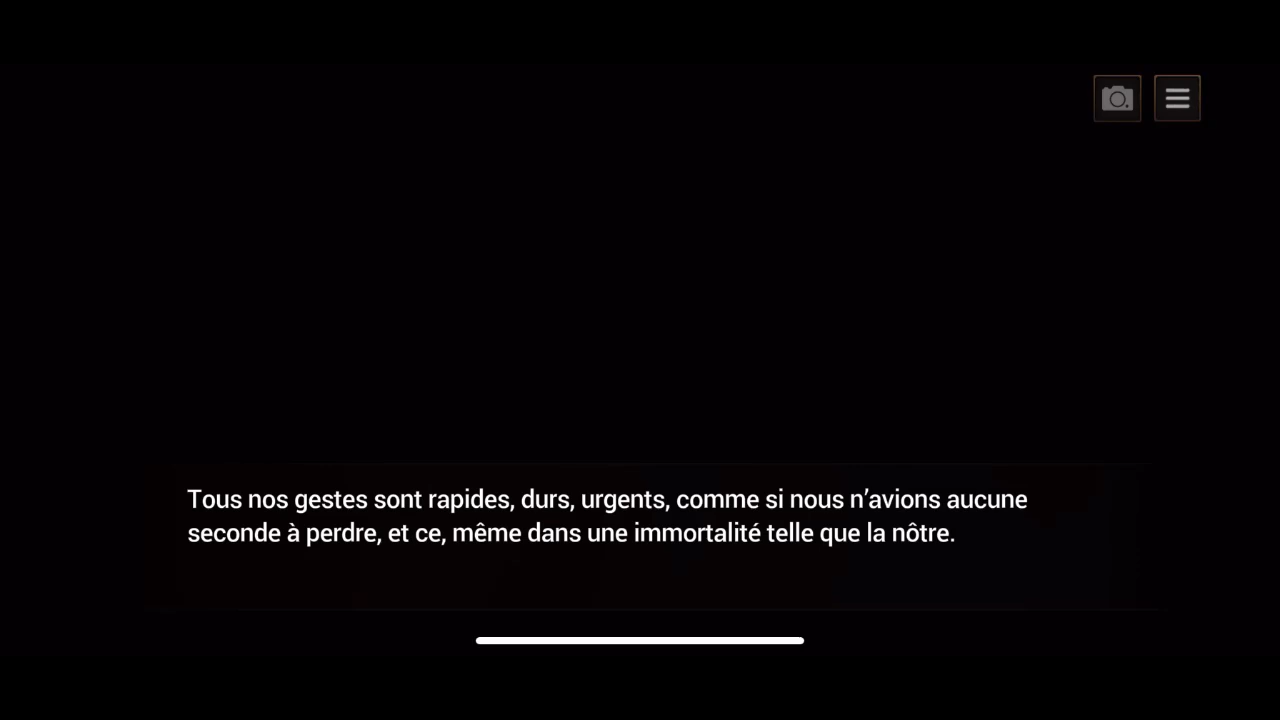 Tous nos gestes sont rapides, durs, urgents, comme si nous n’avions aucune
seconde à perdre, et ce, même dans une immortalité telle que la nôtre.